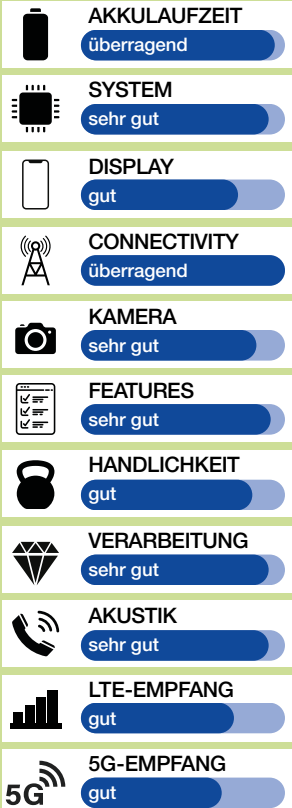 AKKULAUFZEIT
überragend
SYSTEM
sehr gut
DISPLAY
gut
CONNECTIVITY
überragend
KAMERA
sehr gut
FEATURES
sehr gut
HANDLICHKEIT
gut
VERARBEITUNG
sehr gut
AKUSTIK
sehr gut
LTE-EMPFANG
gut
5G-EMPFANG
5G
gut